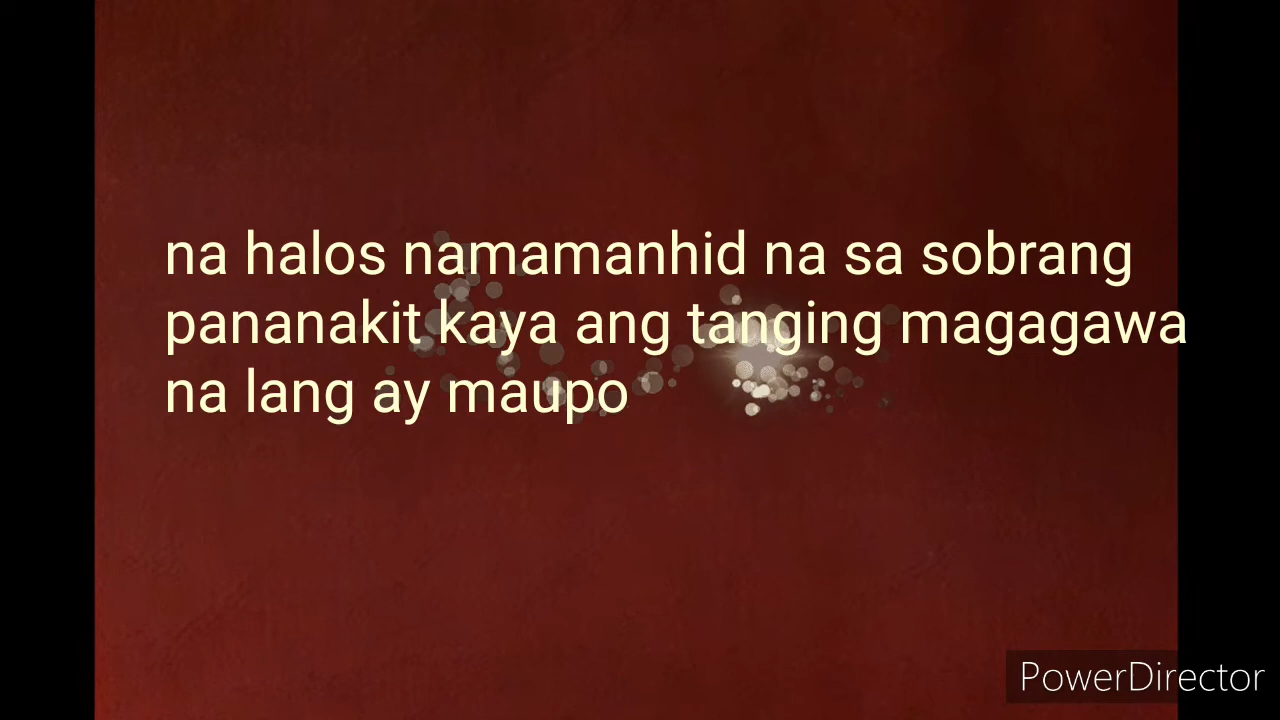 na halos namamanhid na sa sobrang
pananakit kaya ang tanging magagawa
na lang ay maupo
PowerDirector